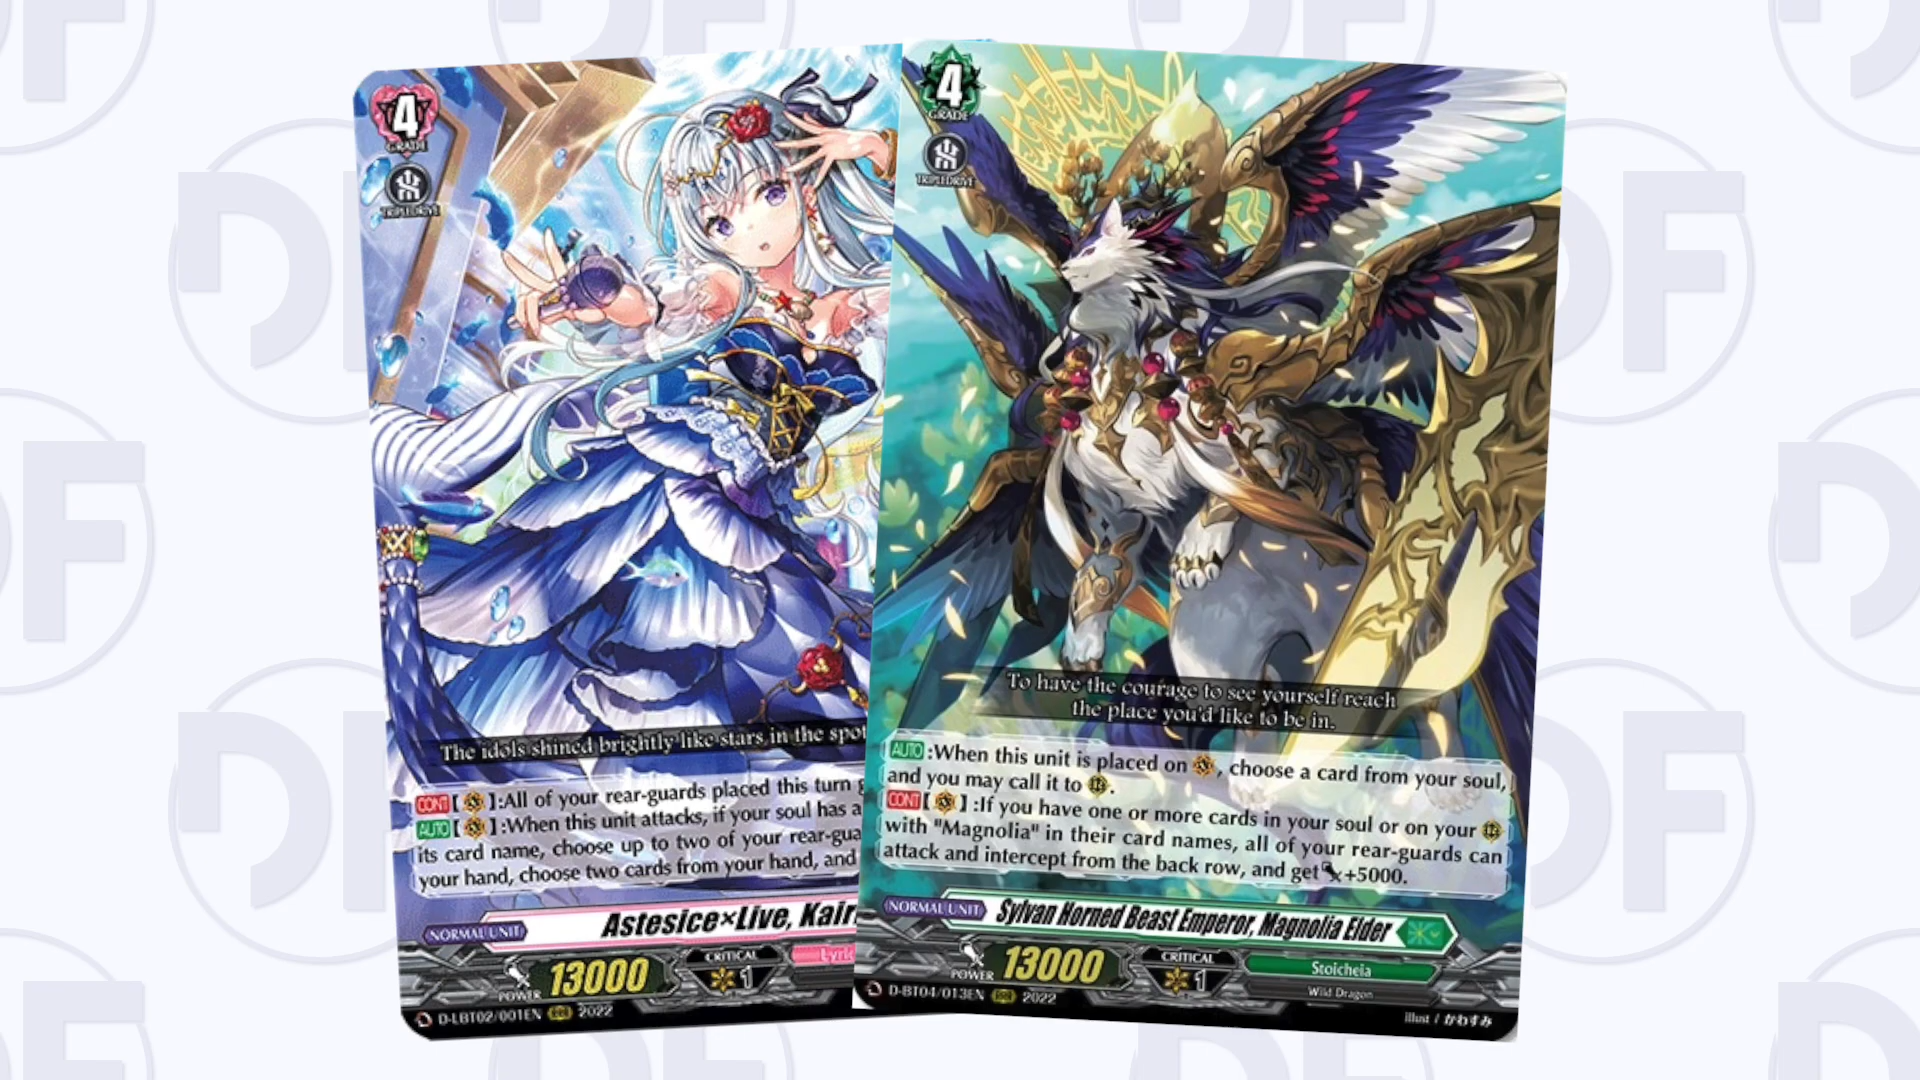 4
GRADE
TRIPLE DRIVE
The idols shined brightly like stars in the spot
CONT【 】:All of your rear-guards placed this turn g
AUTO【 】:When this unit attacks, if your soul has a
its card name, choose up to two of your rear-gua
your hand, choose two cards from your hand, and
NORMAL UNIT
Astesice×Live, Kair
POWER 13000
CRITICAL
1
Lyric
D-LBT02/001EN RRR 2022
4
GRADE
TRIPLE DRIVE
To have the courage to see yourself reach
the place you'd like to be in.
AUTO:When this unit is placed on , choose a card from your soul,
and you may call it to .
CONT【 】:If you have one or more cards in your soul or on your
with "Magnolia" in their card names, all of your rear-guards can
attack and intercept from the back row, and get +5000.
NORMAL UNIT
Sylvan Horned Beast Emperor, Magnolia Elder
POWER 13000
CRITICAL
1
Stoicheia
Wild Dragon
D-BT04/013EN RRR 2022
illust / かわすみ
DF